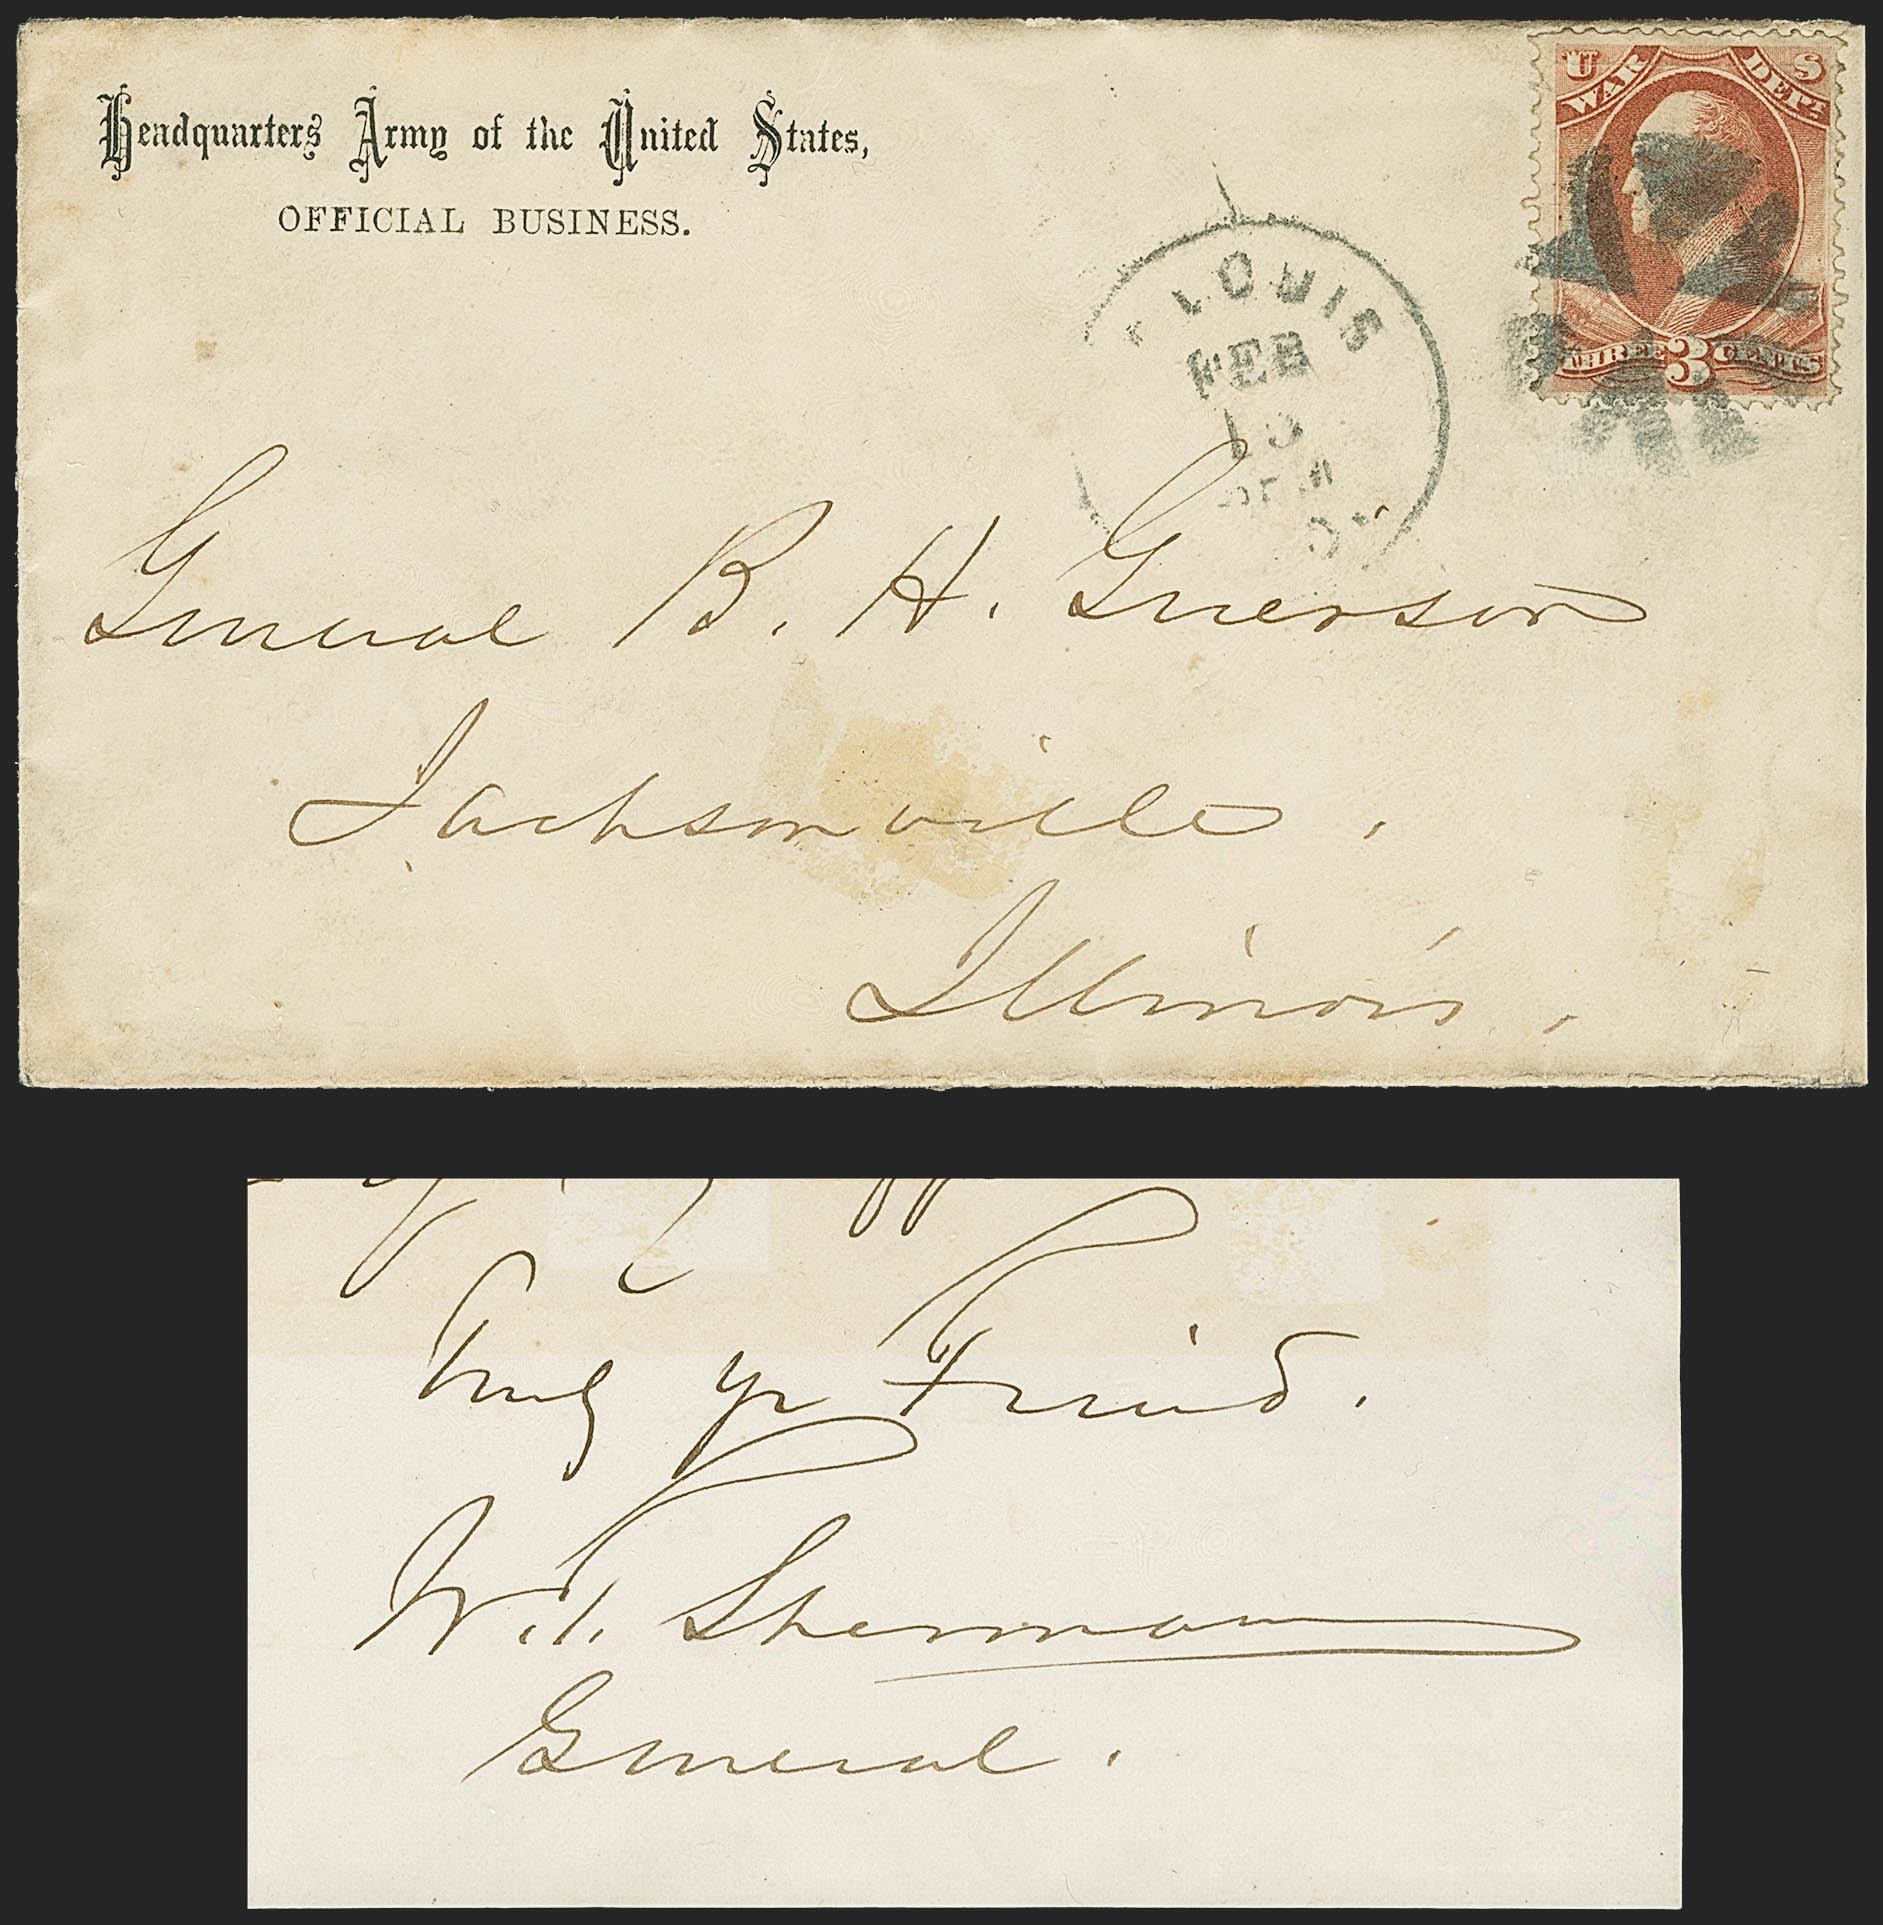 Headquarters Army of the United States,
OFFICIAL BUSINESS.
U S
WAR DEPT.
THREE 3 CENTS
LOUIS
FEB
General B. H. Grierson
Jacksonville.
Illinois.
Truly yr Friend.
W. T. Sherman
General.